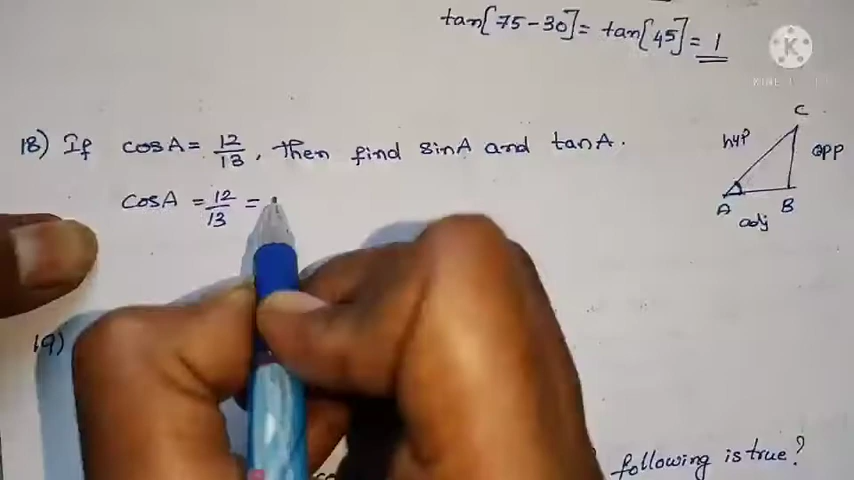 tan[75-30]= tan[45]= 1
KINE
18) If cosA= 12/13, Then find sinA and tanA.
C
hyp
opp
A
B
adj
cosA = 12/13 =
19)
following is true?